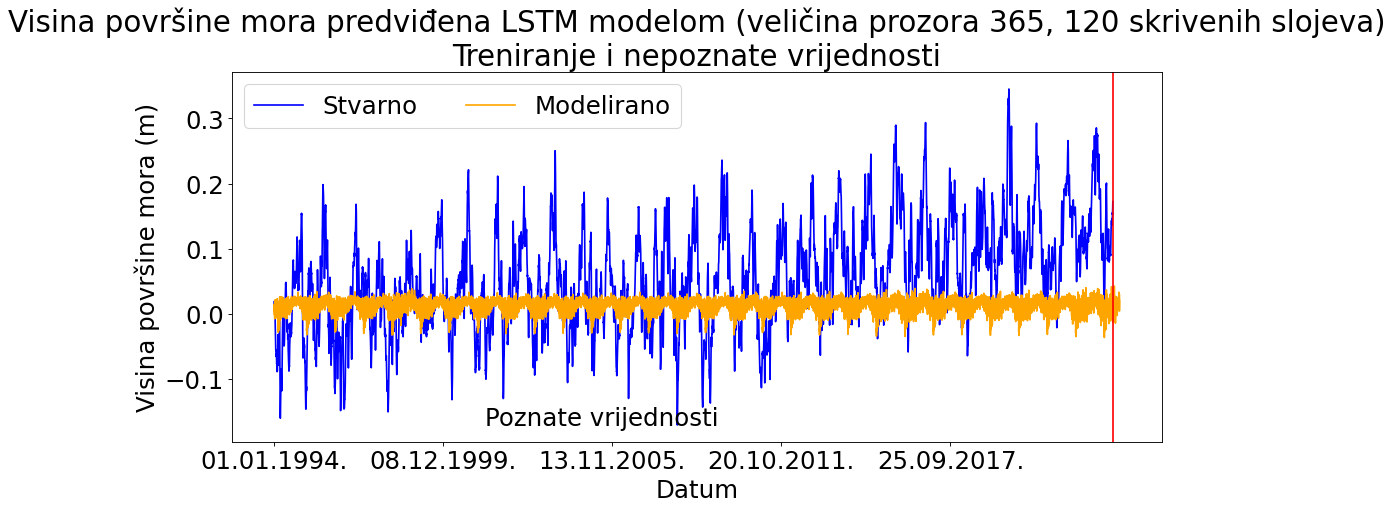 Visina površine mora predviđena LSTM modelom (veličina prozora 365, 120 skrivenih slojeva)
Treniranje i nepoznate vrijednosti
Stvarno
Modelirano
Visina površine mora (m)
0.3
0.2
0.1
0.0
−0.1
Poznate vrijednosti
01.01.1994.
08.12.1999.
13.11.2005.
20.10.2011.
25.09.2017.
Datum